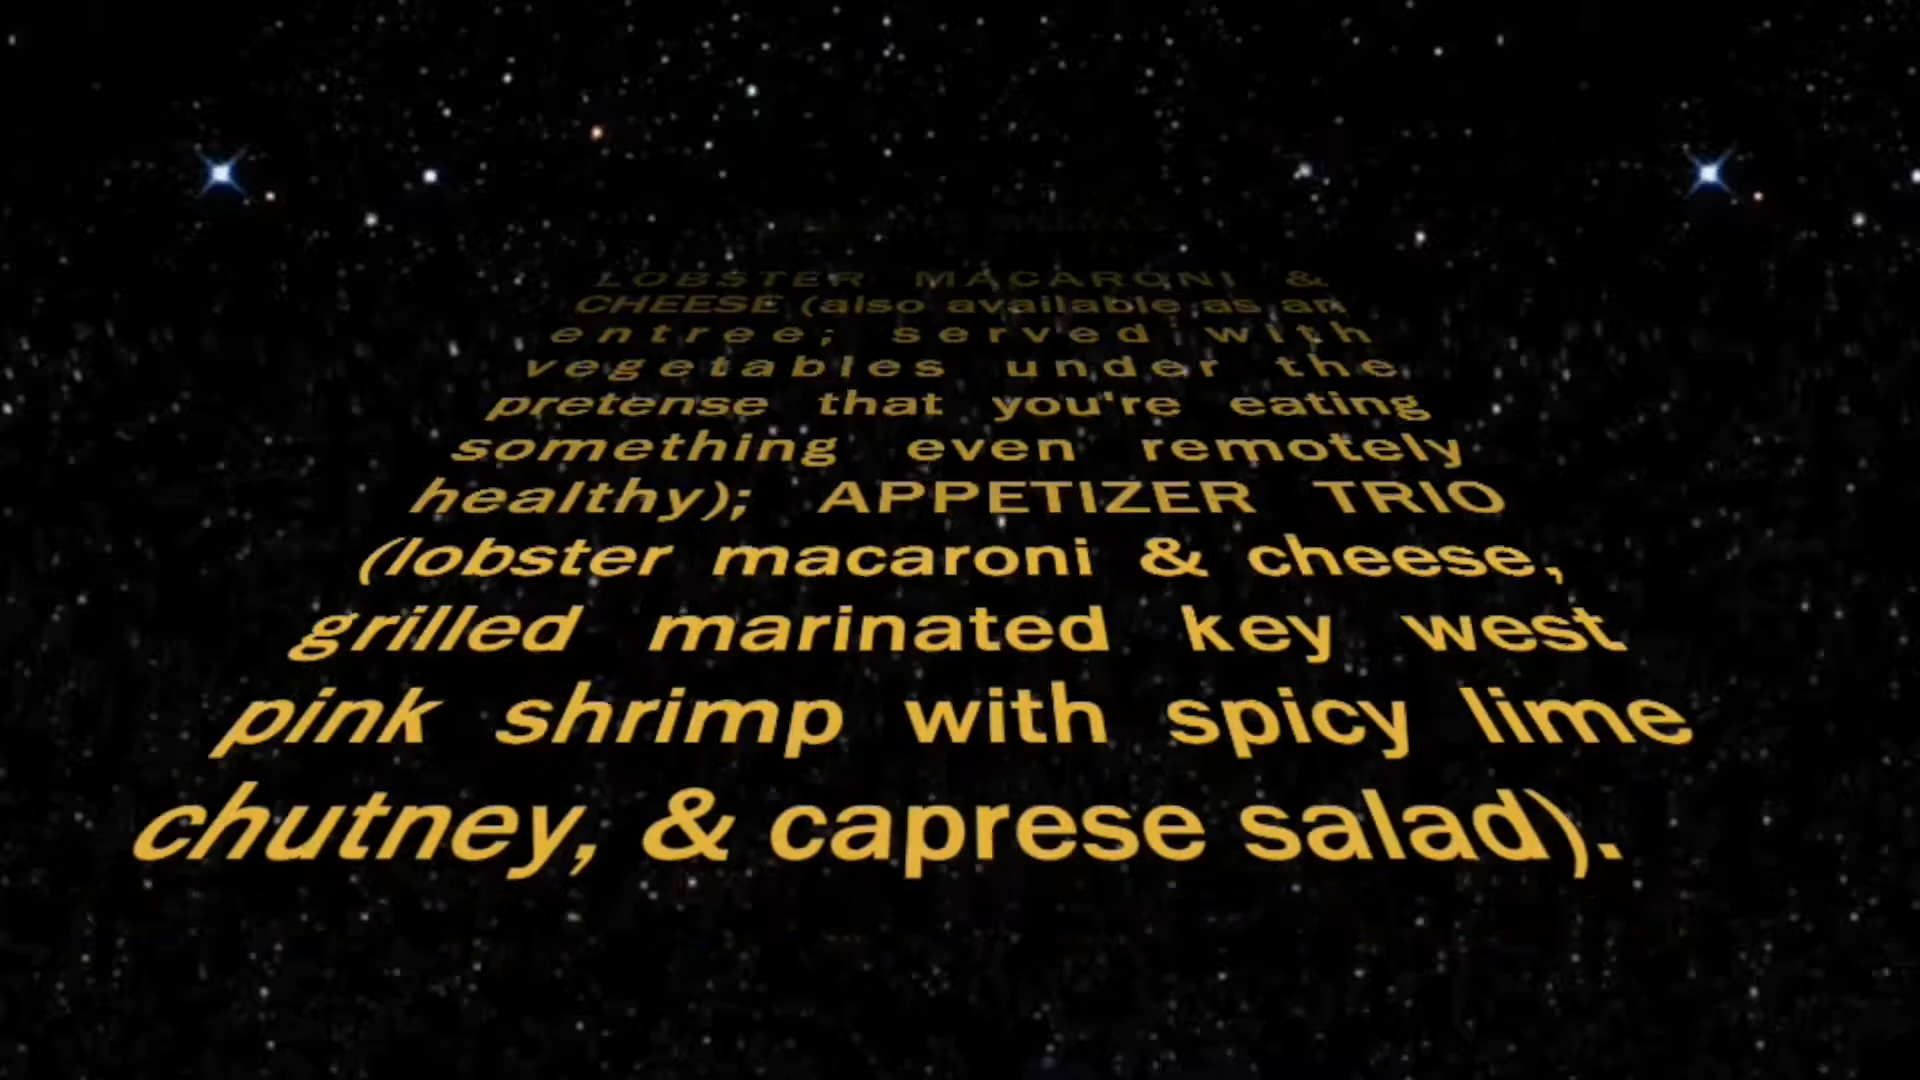 LOBSTER MACARONI &
CHEESE (also available as an
entree; served with
vegetables under the
pretense that you're eating
something even remotely
healthy); APPETIZER TRIO
(lobster macaroni & cheese,
grilled marinated key west
pink shrimp with spicy lime
chutney, & caprese salad).